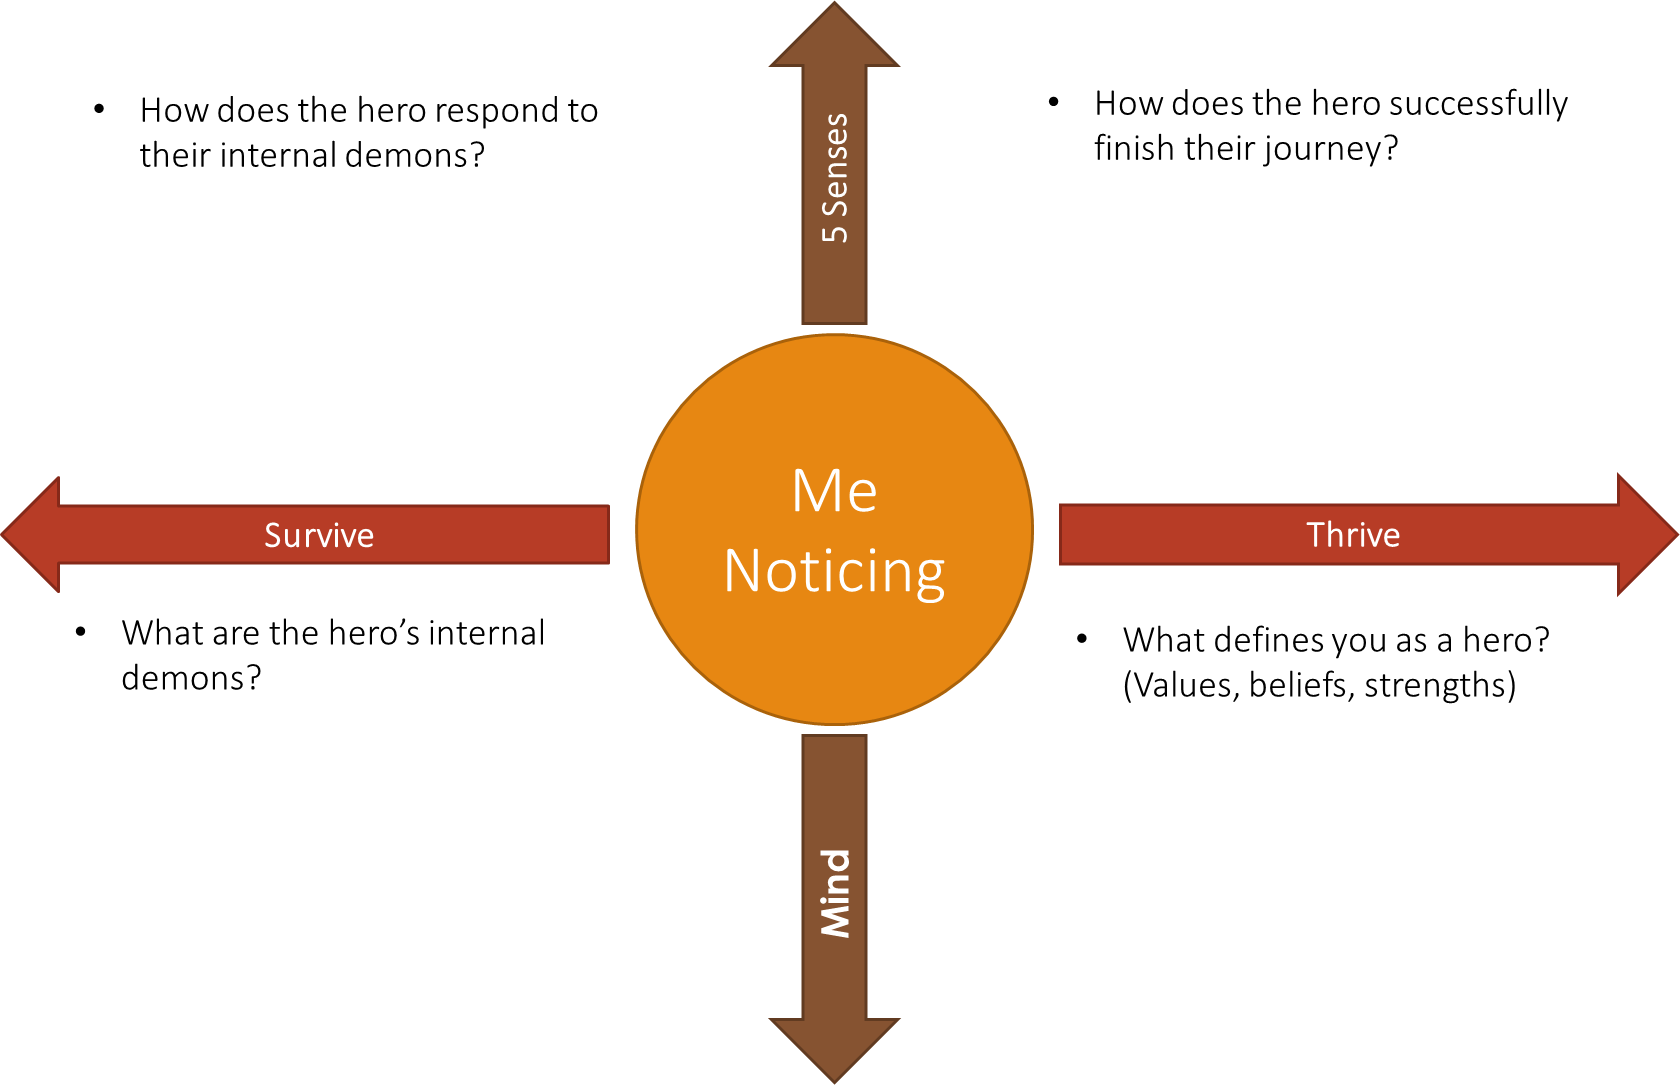 • How does the hero respond to
their internal demons?
• How does the hero successfully
finish their journey?
5 Senses
Me
Noticing
Survive
Thrive
• What are the hero’s internal
demons?
• What defines you as a hero?
(Values, beliefs, strengths)
Mind